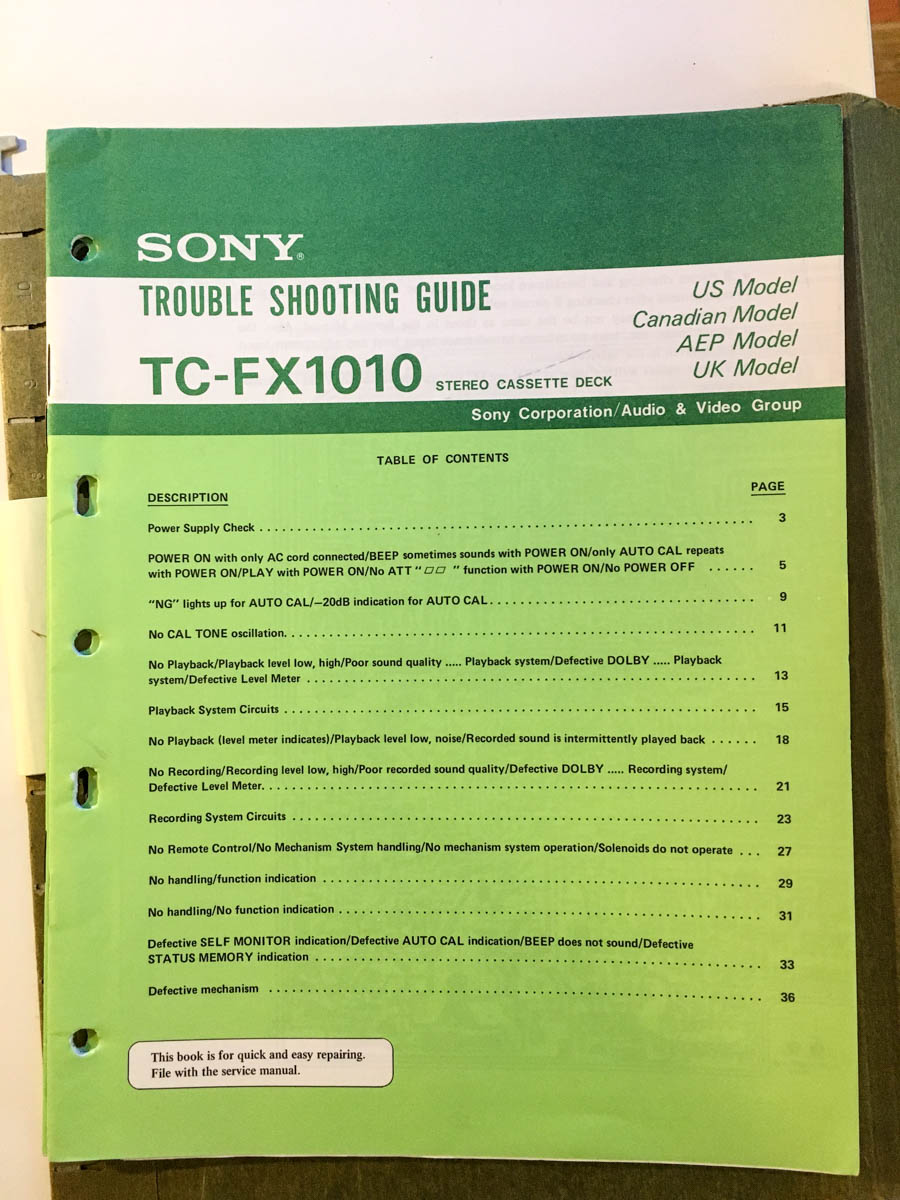 SONY®
TROUBLE SHOOTING GUIDE
TC-FX1010 STEREO CASSETTE DECK
US Model
Canadian Model
AEP Model
UK Model
Sony Corporation/Audio & Video Group
TABLE OF CONTENTS
DESCRIPTION PAGE
Power Supply Check 3
POWER ON with only AC cord connected/BEEP sometimes sounds with POWER ON/only AUTO CAL repeats
with POWER ON/PLAY with POWER ON/No ATT “▱▱” function with POWER ON/No POWER OFF ...... 5
“NG” lights up for AUTO CAL/–20dB indication for AUTO CAL 9
No CAL TONE oscillation. 11
No Playback/Playback level low, high/Poor sound quality ..... Playback system/Defective DOLBY ..... Playback
system/Defective Level Meter 13
Playback System Circuits 15
No Playback (level meter indicates)/Playback level low, noise/Recorded sound is intermittently played back ...... 18
No Recording/Recording level low, high/Poor recorded sound quality/Defective DOLBY ..... Recording system/
Defective Level Meter. 21
Recording System Circuits 23
No Remote Control/No Mechanism System handling/No mechanism system operation/Solenoids do not operate ... 27
No handling/function indication 29
No handling/No function indication 31
Defective SELF MONITOR indication/Defective AUTO CAL indication/BEEP does not sound/Defective
STATUS MEMORY indication 33
Defective mechanism 36
This book is for quick and easy repairing.
File with the service manual.
10
9